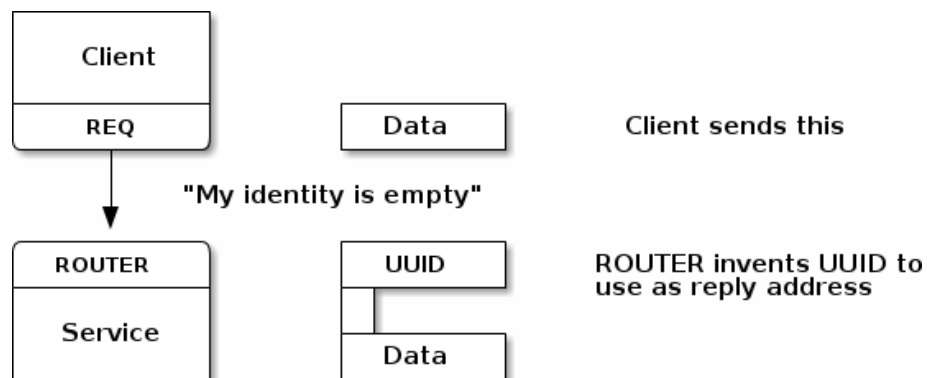 Client
REQ
Data
Client sends this
"My identity is empty"
ROUTER
UUID
ROUTER invents UUID to
use as reply address
Service
Data